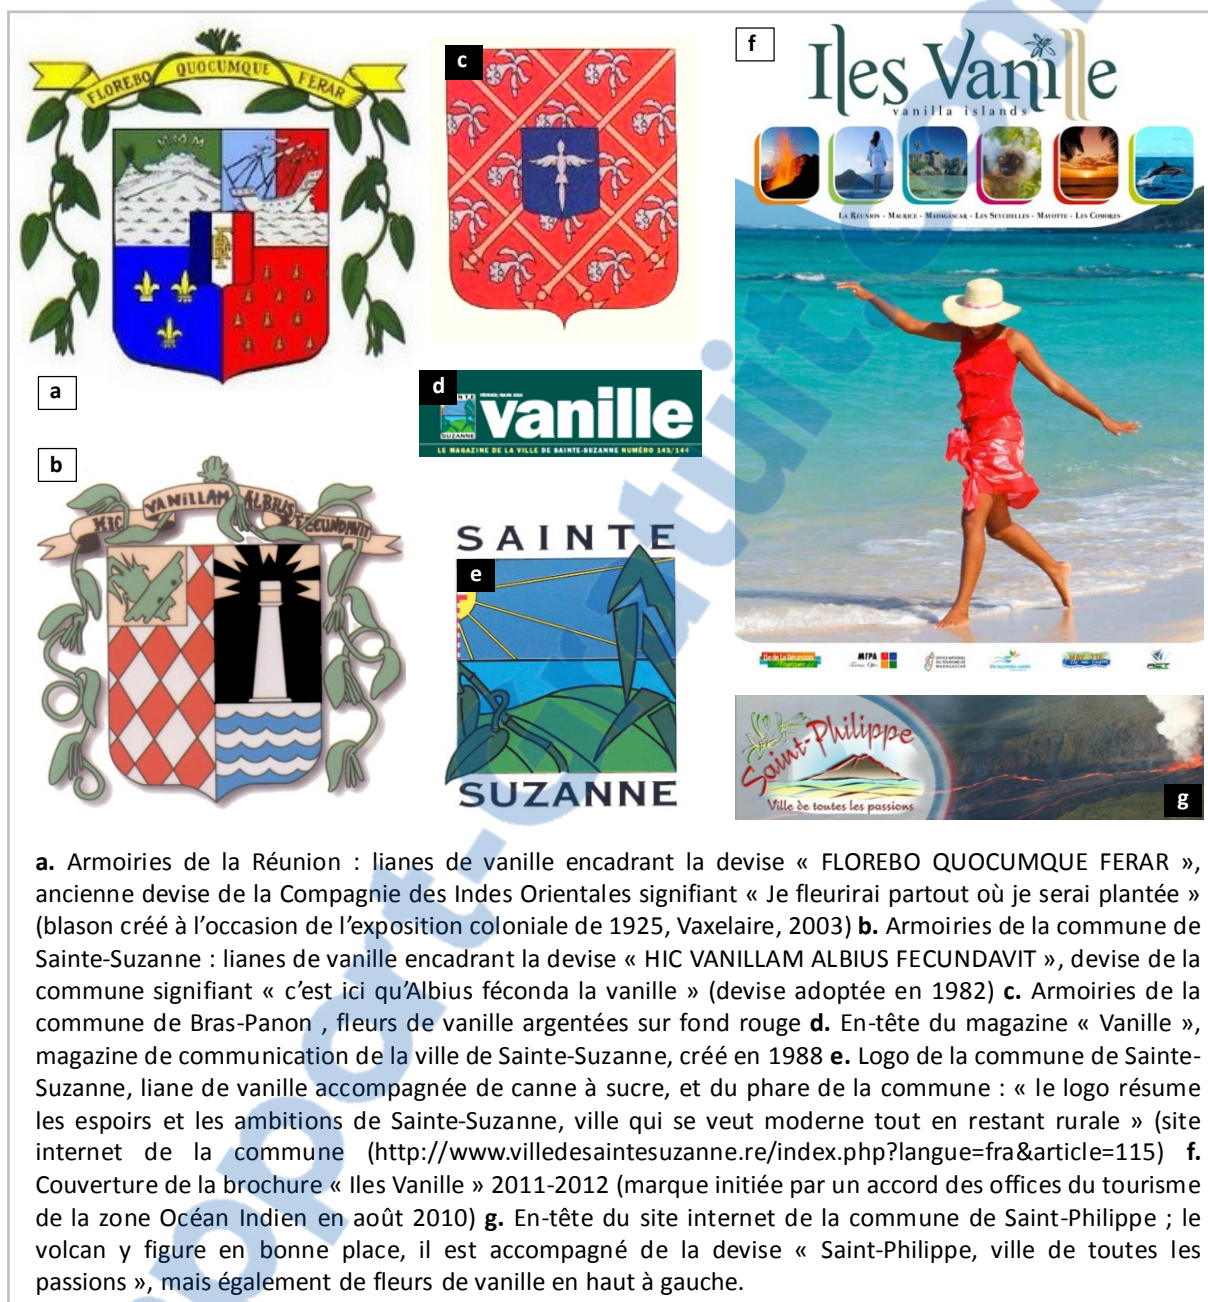 a
FLOREBO QUOCUMQUE FERAR
b
HIC VANILLAM ALBIUS FECUNDAVIT
c
d
SAINTE
SUZANNE
vanille
LE MAGAZINE DE LA VILLE DE SAINTE-SUZANNE NUMÉRO 143/144
SAINTE
e
SUZANNE
f
Iles Vanille
vanilla islands
LA RÉUNION - MAURICE - MADAGASCAR - LES SEYCHELLES - MAYOTTE - LES COMORES
MTPA
Saint-Philippe
Ville de toutes les passions
g
a. Armoiries de la Réunion : lianes de vanille encadrant la devise « FLOREBO QUOCUMQUE FERAR »,
ancienne devise de la Compagnie des Indes Orientales signifiant « Je fleurirai partout où je serai plantée »
(blason créé à l'occasion de l'exposition coloniale de 1925, Vaxelaire, 2003) b. Armoiries de la commune de
Sainte-Suzanne : lianes de vanille encadrant la devise « HIC VANILLAM ALBIUS FECUNDAVIT », devise de la
commune signifiant « c'est ici qu'Albius féconda la vanille » (devise adoptée en 1982) c. Armoiries de la
commune de Bras-Panon , fleurs de vanille argentées sur fond rouge d. En-tête du magazine « Vanille »,
magazine de communication de la ville de Sainte-Suzanne, créé en 1988 e. Logo de la commune de Sainte-
Suzanne, liane de vanille accompagnée de canne à sucre, et du phare de la commune : « le logo résume
les espoirs et les ambitions de Sainte-Suzanne, ville qui se veut moderne tout en restant rurale » (site
internet de la commune (http://www.villedesaintesuzanne.re/index.php?langue=fra&article=115) f.
Couverture de la brochure « Iles Vanille » 2011-2012 (marque initiée par un accord des offices du tourisme
de la zone Océan Indien en août 2010) g. En-tête du site internet de la commune de Saint-Philippe ; le
volcan y figure en bonne place, il est accompagné de la devise « Saint-Philippe, ville de toutes les
passions », mais également de fleurs de vanille en haut à gauche.